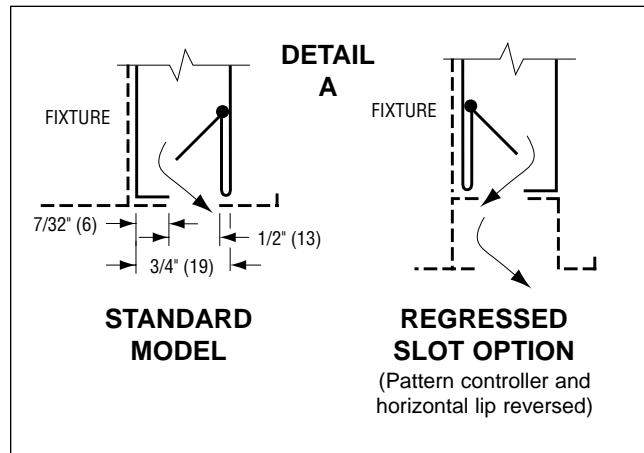 DETAIL
A
FIXTURE
7/32" (6)
1/2" (13)
3/4" (19)
STANDARD
MODEL
FIXTURE
REGRESSED
SLOT OPTION
(Pattern controller and
horizontal lip reversed)